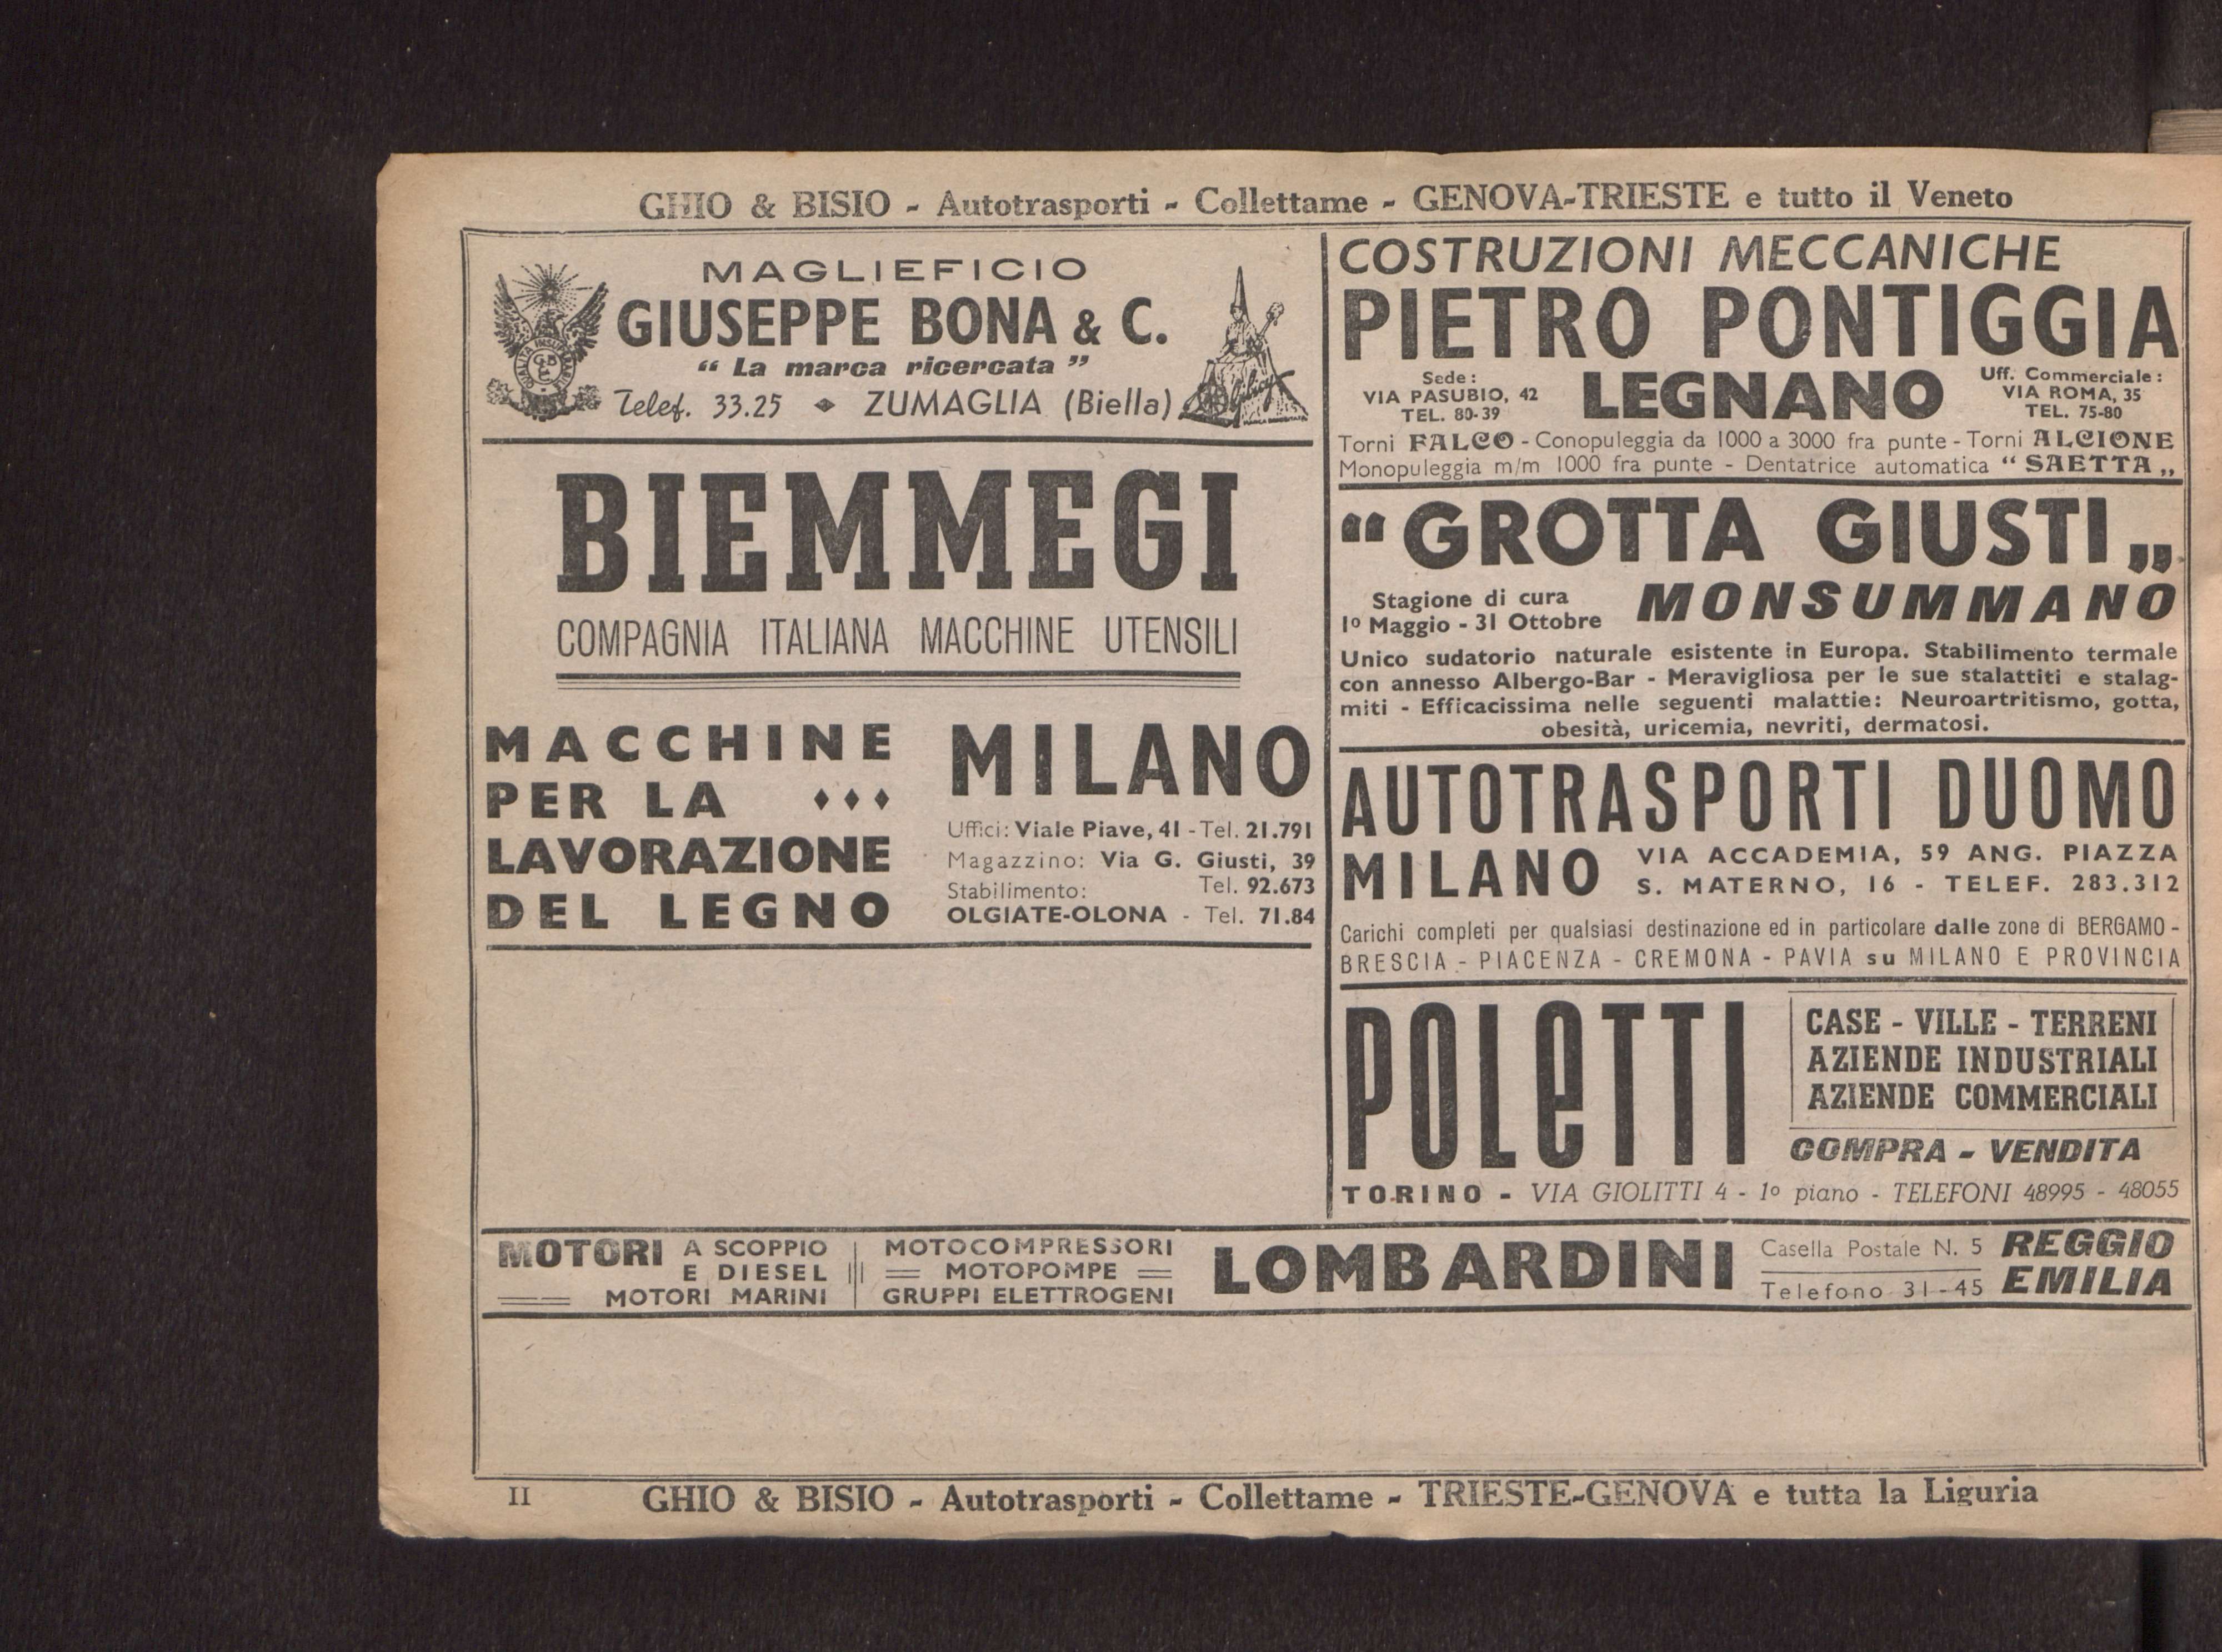 GHIO & BISIO - Autotrasporti - Collettame - GENOVA-TRIESTE e tutto il Veneto
MAGLIEFICIO
GIUSEPPE BONA & C.
“ La marca ricercata ”
Telef. 33.25 ◆ ZUMAGLIA (Biella)
BIEMMEGI
COMPAGNIA ITALIANA MACCHINE UTENSILI
MACCHINE
PER LA ♦♦♦
LAVORAZIONE
DEL LEGNO
MILANO
Uffici: Viale Piave, 41 - Tel. 21.791
Magazzino: Via G. Giusti, 39
Tel. 92.673
Stabilimento:
OLGIATE-OLONA - Tel. 71.84
COSTRUZIONI MECCANICHE
PIETRO PONTIGGIA
Sede:
VIA PASUBIO, 42
TEL. 80-39
LEGNANO
Uff. Commerciale:
VIA ROMA, 35
TEL. 75-80
Torni FALCO - Conopuleggia da 1000 a 3000 fra punte - Torni ALCIONE
Monopuleggia m/m 1000 fra punte - Dentatrice automatica “ SAETTA „
“GROTTA GIUSTI„
Stagione di cura
1º Maggio - 31 Ottobre
MONSUMMANO
Unico sudatorio naturale esistente in Europa. Stabilimento termale
con annesso Albergo-Bar - Meravigliosa per le sue stalattiti e stalag-
miti - Efficacissima nelle seguenti malattie: Neuroartritismo, gotta,
obesità, uricemia, nevriti, dermatosi.
AUTOTRASPORTI DUOMO
MILANO
VIA ACCADEMIA, 59 ANG. PIAZZA
S. MATERNO, 16 - TELEF. 283.312
Carichi completi per qualsiasi destinazione ed in particolare dalle zone di BERGAMO -
BRESCIA - PIACENZA - CREMONA - PAVIA su MILANO E PROVINCIA
POLETTI
CASE - VILLE - TERRENI
AZIENDE INDUSTRIALI
AZIENDE COMMERCIALI
COMPRA - VENDITA
TORINO - VIA GIOLITTI 4 - 1º piano - TELEFONI 48995 - 48055
MOTORI A SCOPPIO
E DIESEL
MOTORI MARINI
MOTOCOMPRESSORI
MOTOPOMPE
GRUPPI ELETTROGENI
LOMBARDINI
Casella Postale N. 5
Telefono 31-45
REGGIO
EMILIA
II
GHIO & BISIO - Autotrasporti - Collettame - TRIESTE-GENOVA e tutta la Liguria